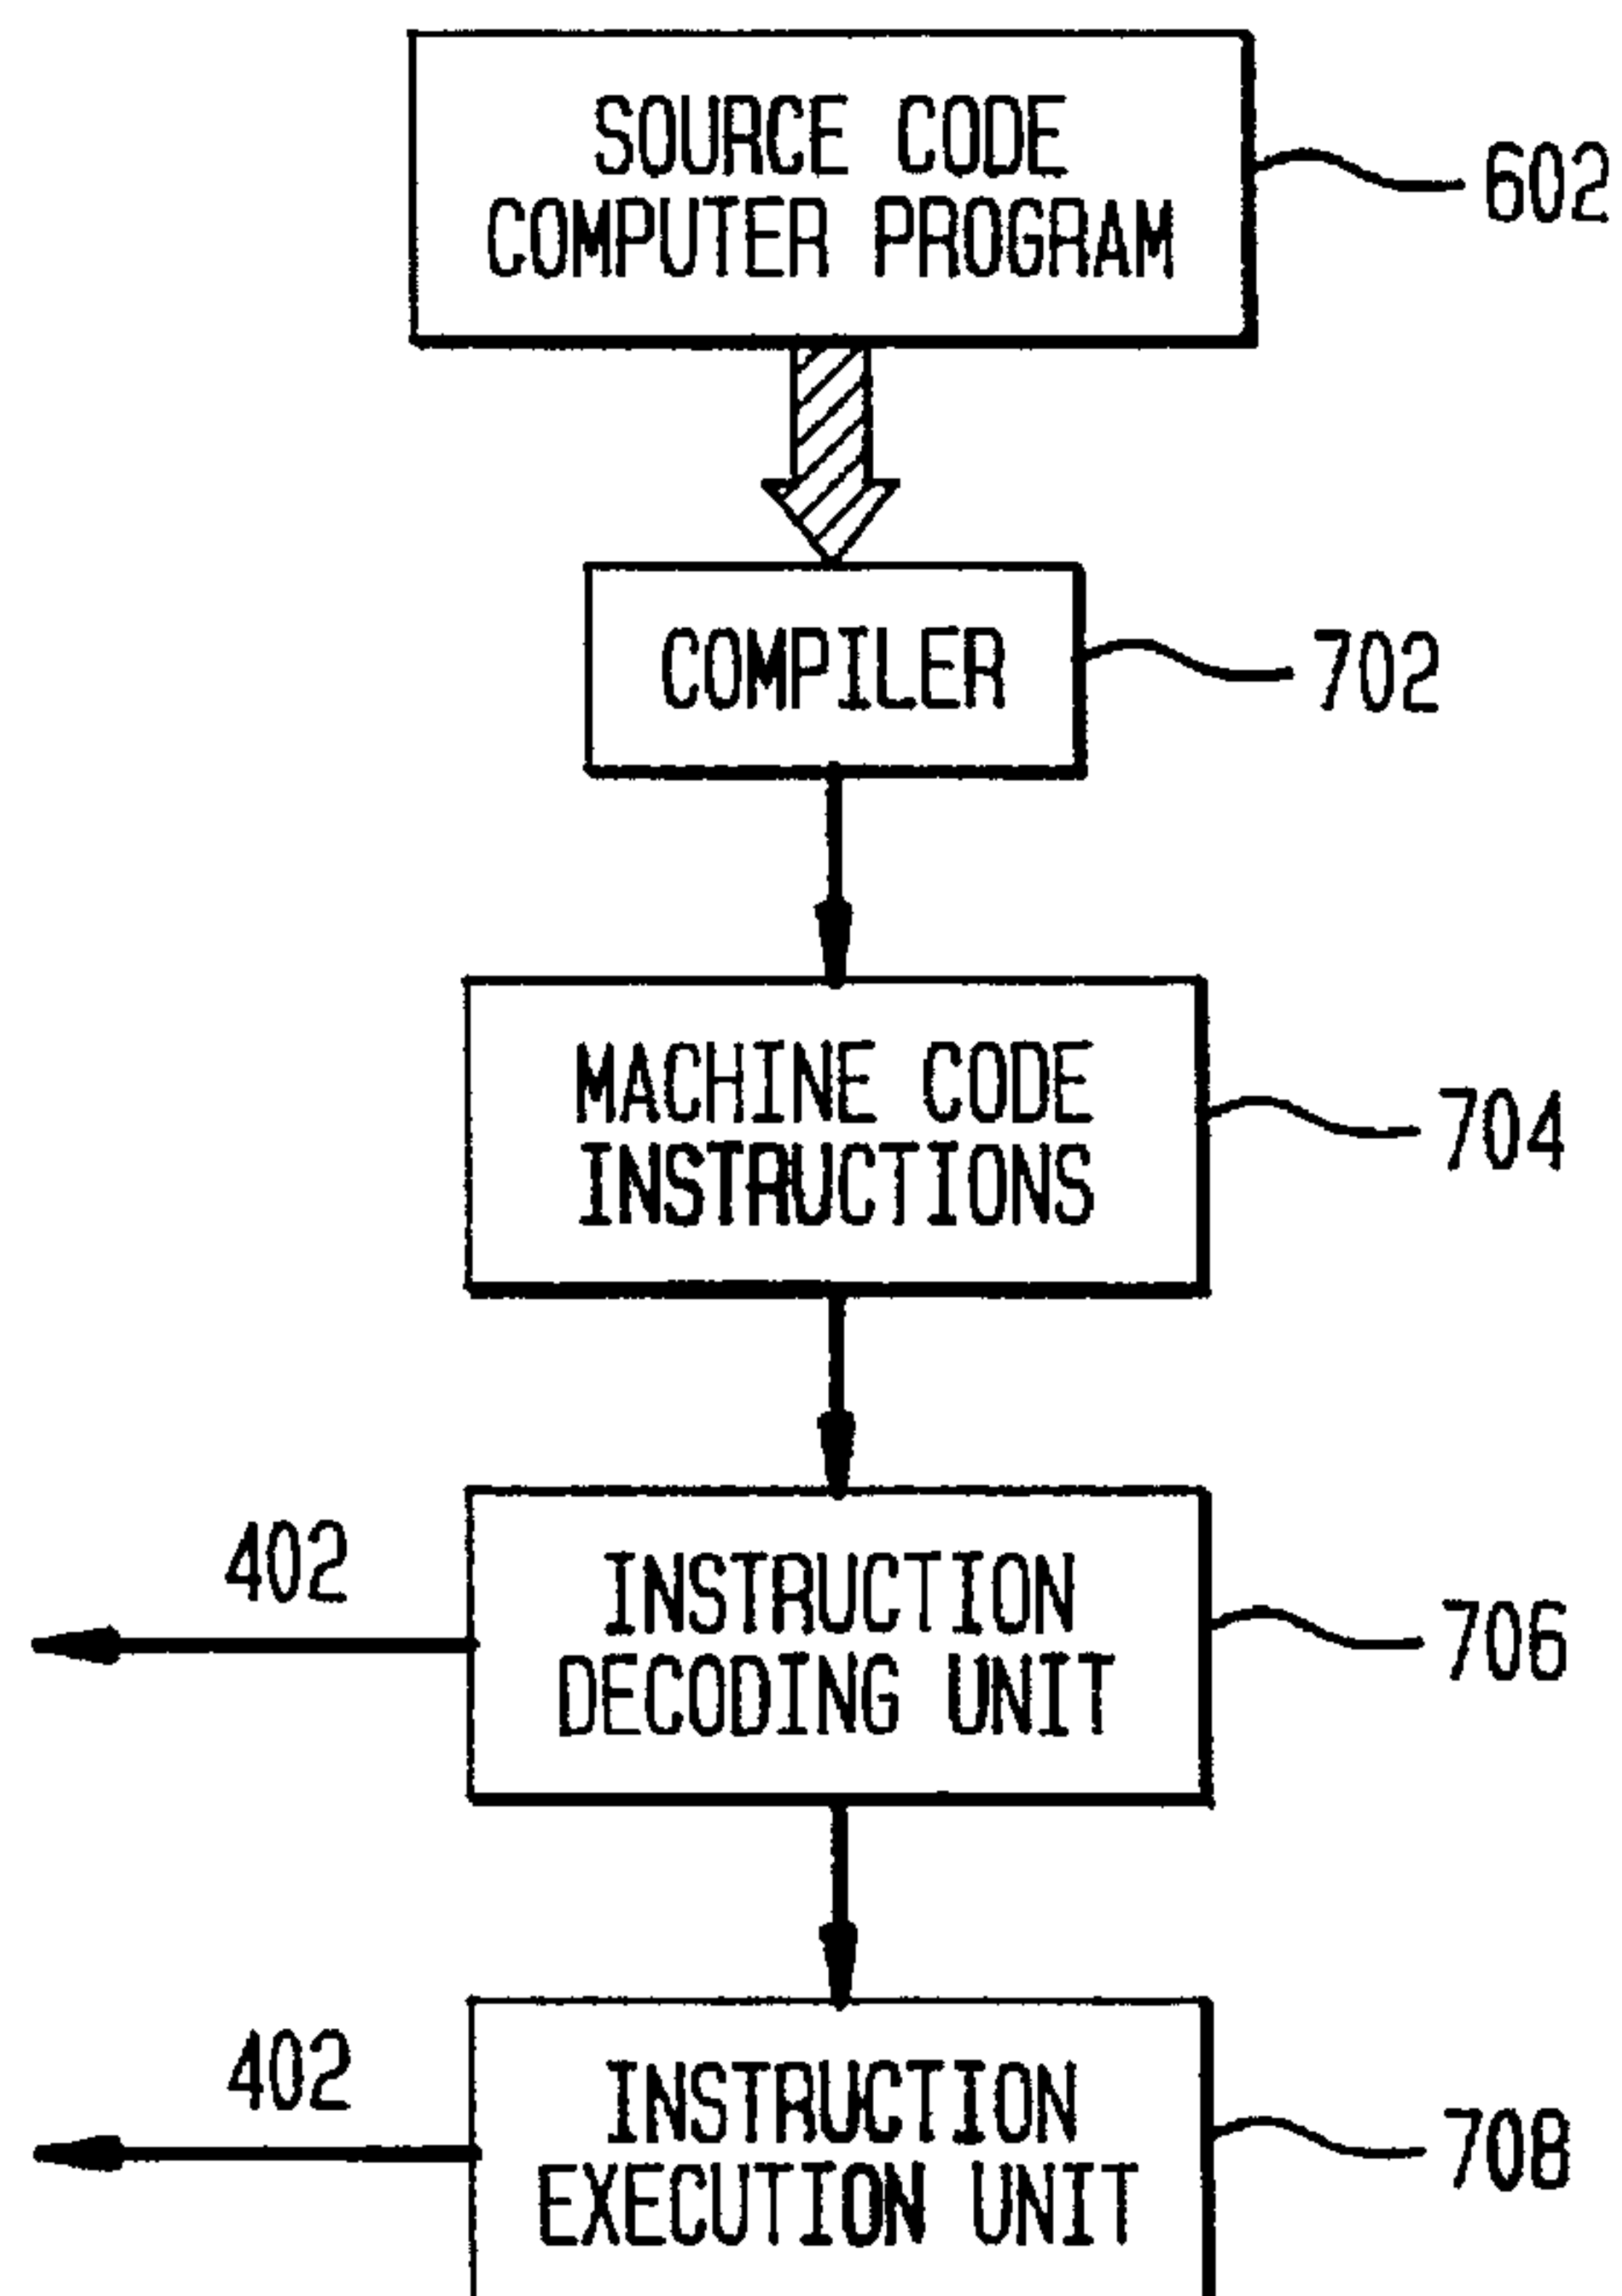 SOURCE CODE
COMPUTER PROGRAM
602
COMPILER
702
MACHINE CODE
INSTRUCTIONS
704
402
INSTRUCTION
DECODING UNIT
706
402
INSTRUCTION
EXECUTION UNIT
708